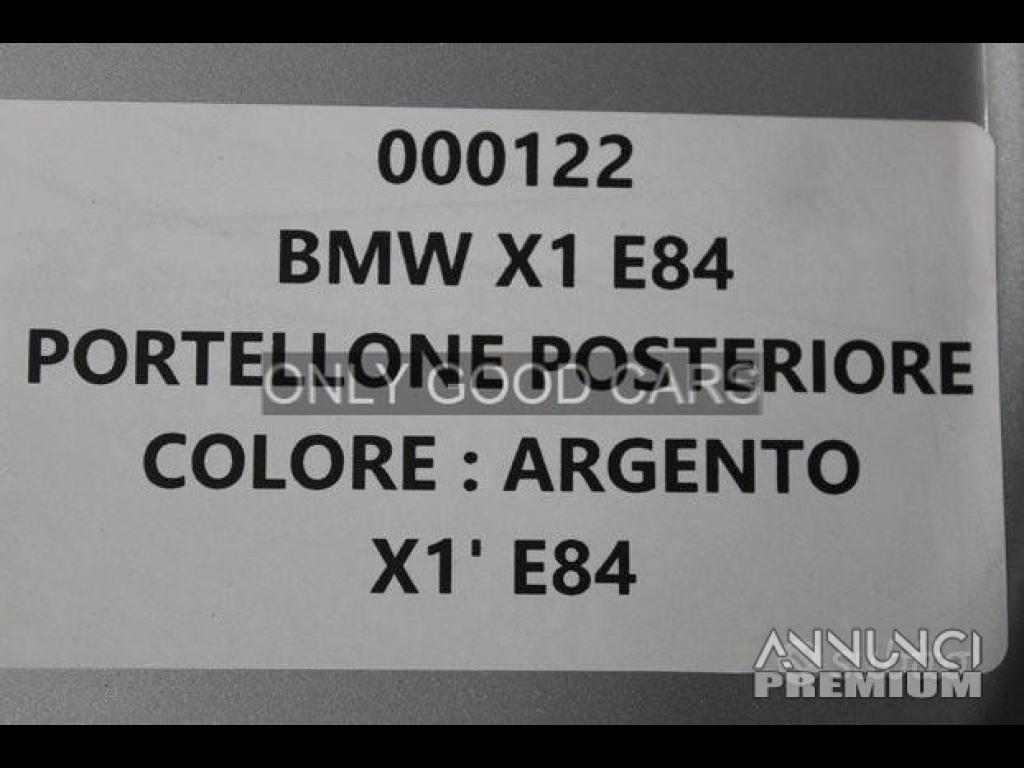 000122
BMW X1 E84
PORTELLONE POSTERIORE
ONLY GOOD CARS
COLORE : ARGENTO
X1' E84
ANNUNCI
PREMIUM